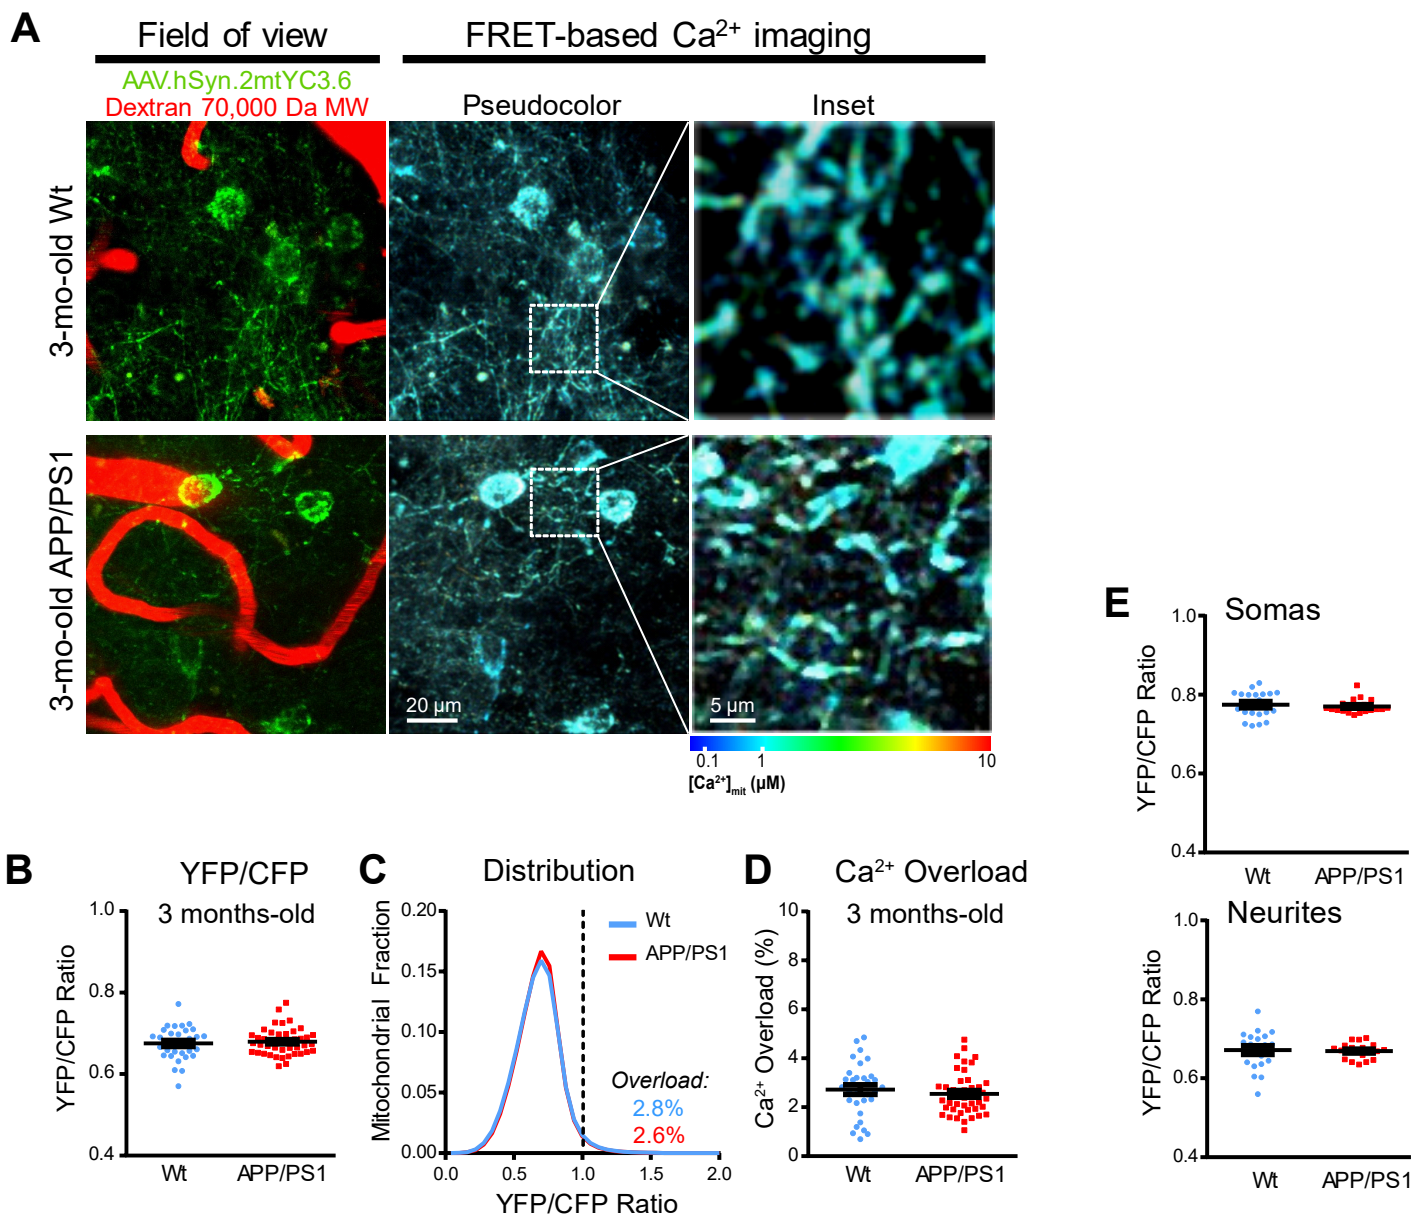 A
Field of view
FRET-based Ca²⁺ imaging
AAV.hSyn.2mtYC3.6
Dextran 70,000 Da MW
Pseudocolor
Inset
3-mo-old Wt
3-mo-old APP/PS1
20 µm
5 µm
0.1 1 10
[Ca²⁺]mit (µM)
B
YFP/CFP
3 months-old
YFP/CFP Ratio
1.0
0.8
0.6
0.4
Wt APP/PS1
C
Distribution
Mitochondrial Fraction
0.20
0.15
0.10
0.05
0.00
Wt
APP/PS1
Overload:
2.8%
2.6%
0.0 0.5 1.0 1.5 2.0
YFP/CFP Ratio
D
Ca²⁺ Overload
3 months-old
Ca²⁺ Overload (%)
10
8
6
4
2
0
Wt APP/PS1
E
Somas
YFP/CFP Ratio
1.0
0.8
0.6
0.4
Wt APP/PS1
Neurites
YFP/CFP Ratio
1.0
0.8
0.6
0.4
Wt APP/PS1